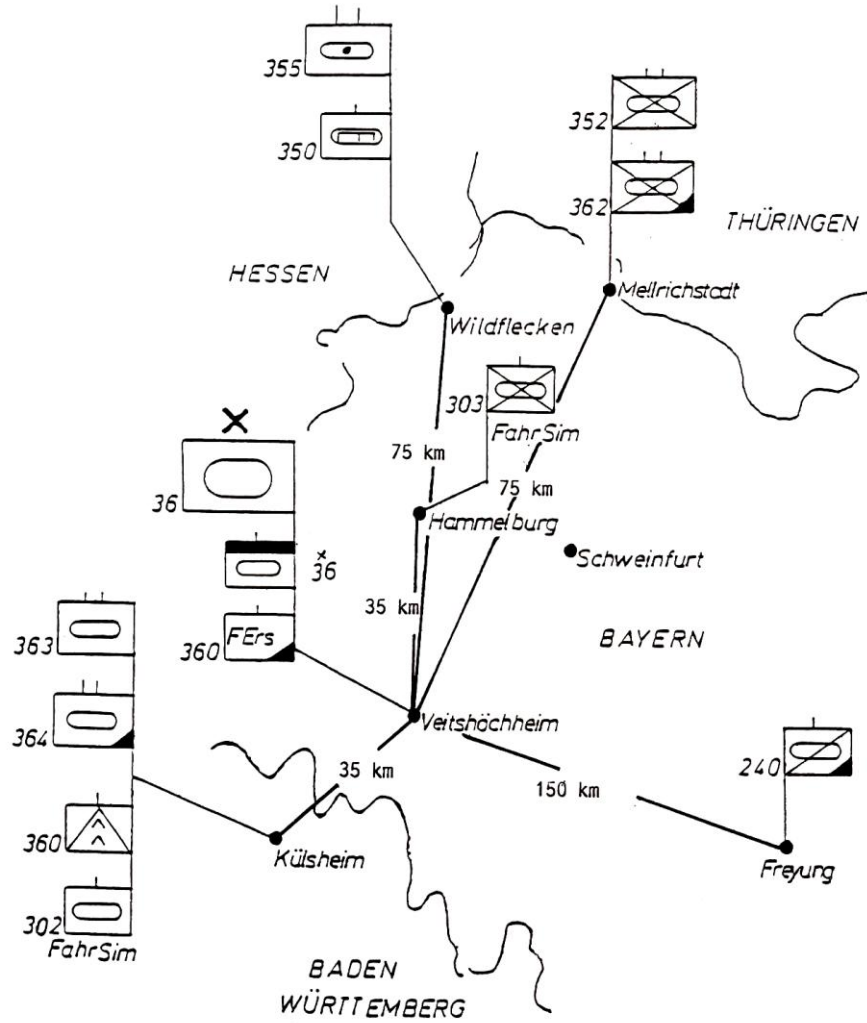 355
350
352
362
THÜRINGEN
HESSEN
Mellrichstadt
Wildflecken
303
FahrSim
75 km
75 km
36
Hammelburg
Schweinfurt
x
36
35 km
FErs
360
BAYERN
363
Veitshöchheim
364
35 km
240
150 km
360
Külsheim
Freyung
302
FahrSim
BADEN
WÜRTTEMBERG